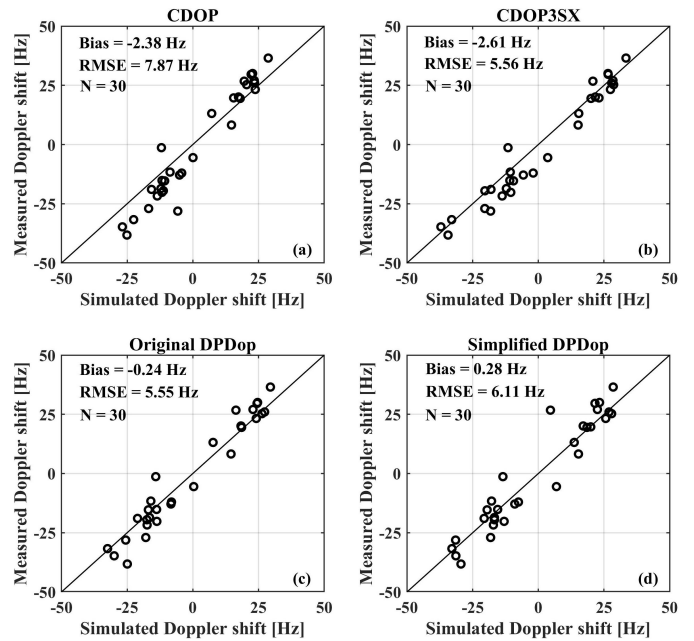 CDOP
Bias = -2.38 Hz
RMSE = 7.87 Hz
N = 30
50
25
0
-25
-50
Measured Doppler shift [Hz]
(a)
-50 -25 0 25 50
Simulated Doppler shift [Hz]
CDOP3SX
Bias = -2.61 Hz
RMSE = 5.56 Hz
N = 30
50
25
0
-25
-50
Measured Doppler shift [Hz]
(b)
-50 -25 0 25 50
Simulated Doppler shift [Hz]
Original DPDop
Bias = -0.24 Hz
RMSE = 5.55 Hz
N = 30
50
25
0
-25
-50
Measured Doppler shift [Hz]
(c)
-50 -25 0 25 50
Simulated Doppler shift [Hz]
Simplified DPDop
Bias = 0.28 Hz
RMSE = 6.11 Hz
N = 30
50
25
0
-25
-50
Measured Doppler shift [Hz]
(d)
-50 -25 0 25 50
Simulated Doppler shift [Hz]